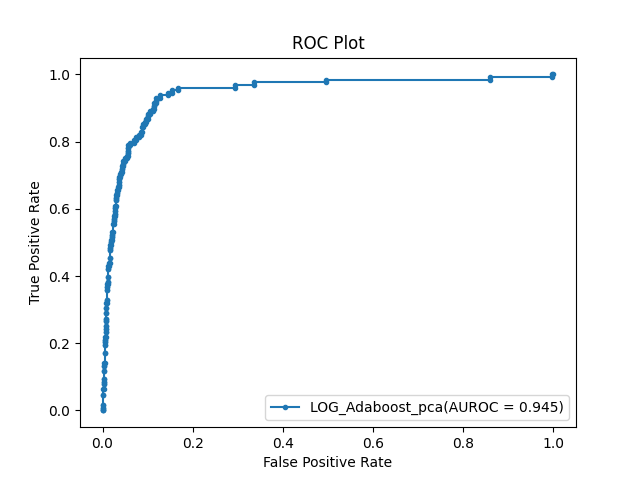 ROC Plot
True Positive Rate
1.0
0.8
0.6
0.4
0.2
0.0
LOG_Adaboost_pca(AUROC = 0.945)
0.0 0.2 0.4 0.6 0.8 1.0
False Positive Rate